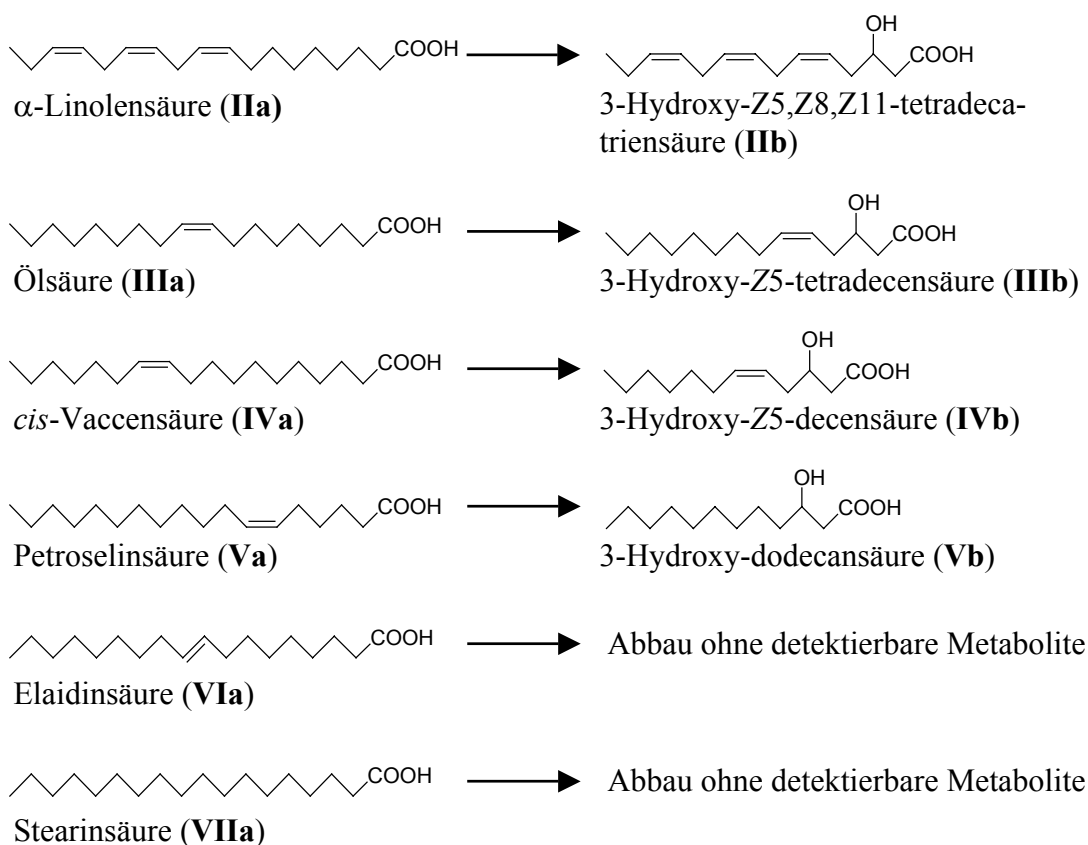 OH
COOH COOH
α-Linolensäure (IIa) 3-Hydroxy-Z5,Z8,Z11-tetradeca-
triensäure (IIb)
OH
COOH COOH
Ölsäure (IIIa) 3-Hydroxy-Z5-tetradecensäure (IIIb)
OH
COOH COOH
cis-Vaccensäure (IVa) 3-Hydroxy-Z5-decensäure (IVb)
OH
COOH COOH
Petroselinsäure (Va) 3-Hydroxy-dodecansäure (Vb)
COOH Abbau ohne detektierbare Metabolite
Elaidinsäure (VIa)
COOH Abbau ohne detektierbare Metabolite
Stearinsäure (VIIa)